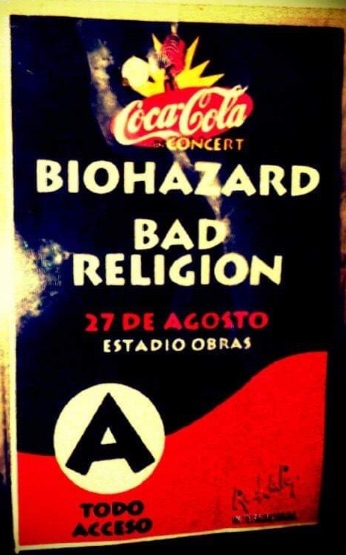 Coca-Cola
CONCERT
BIOHAZARD
BAD
RELIGION
27 DE AGOSTO
ESTADIO OBRAS
A
TODO
ACCESO